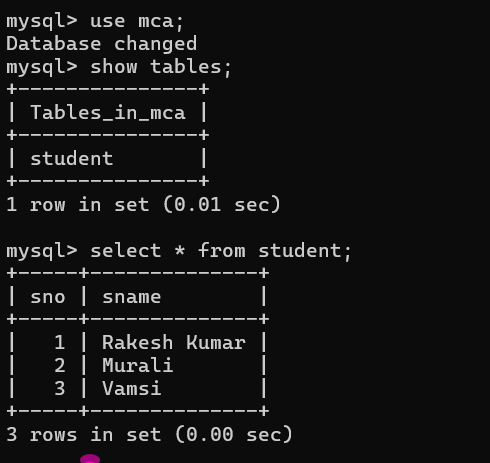 mysql> use mca;
Database changed
mysql> show tables;
+---------------+
| Tables_in_mca |
+---------------+
| student       |
+---------------+
1 row in set (0.01 sec)

mysql> select * from student;
+-----+--------------+
| sno | sname        |
+-----+--------------+
|   1 | Rakesh Kumar |
|   2 | Murali       |
|   3 | Vamsi        |
+-----+--------------+
3 rows in set (0.00 sec)